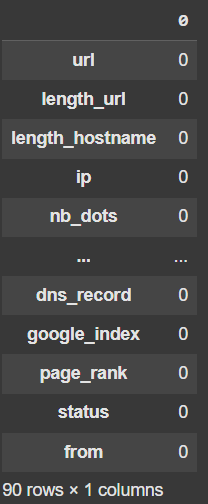 0
url 0
length_url 0
length_hostname 0
ip 0
nb_dots 0
... ...
dns_record 0
google_index 0
page_rank 0
status 0
from 0
90 rows × 1 columns